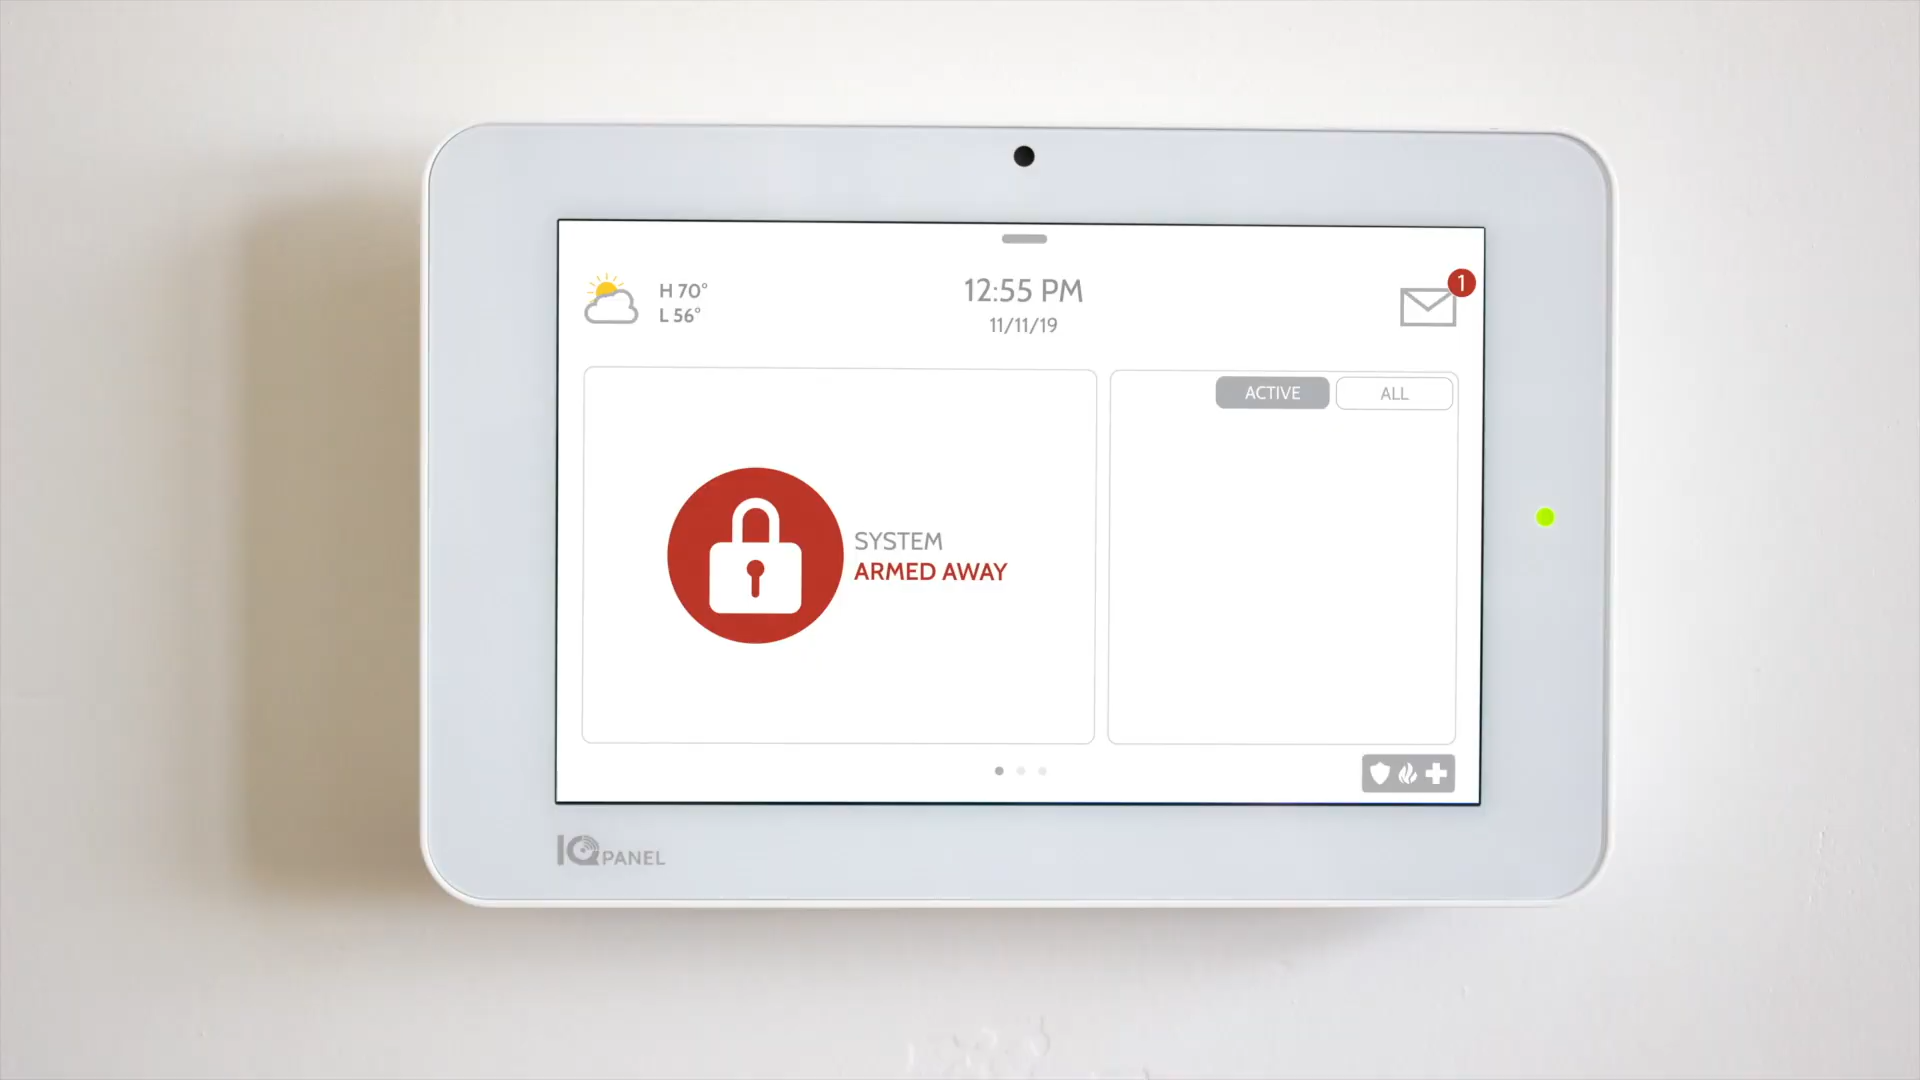 H 70°
L 56°
12:55 PM
11/11/19
1
ACTIVE
ALL
SYSTEM
ARMED AWAY
IQ PANEL